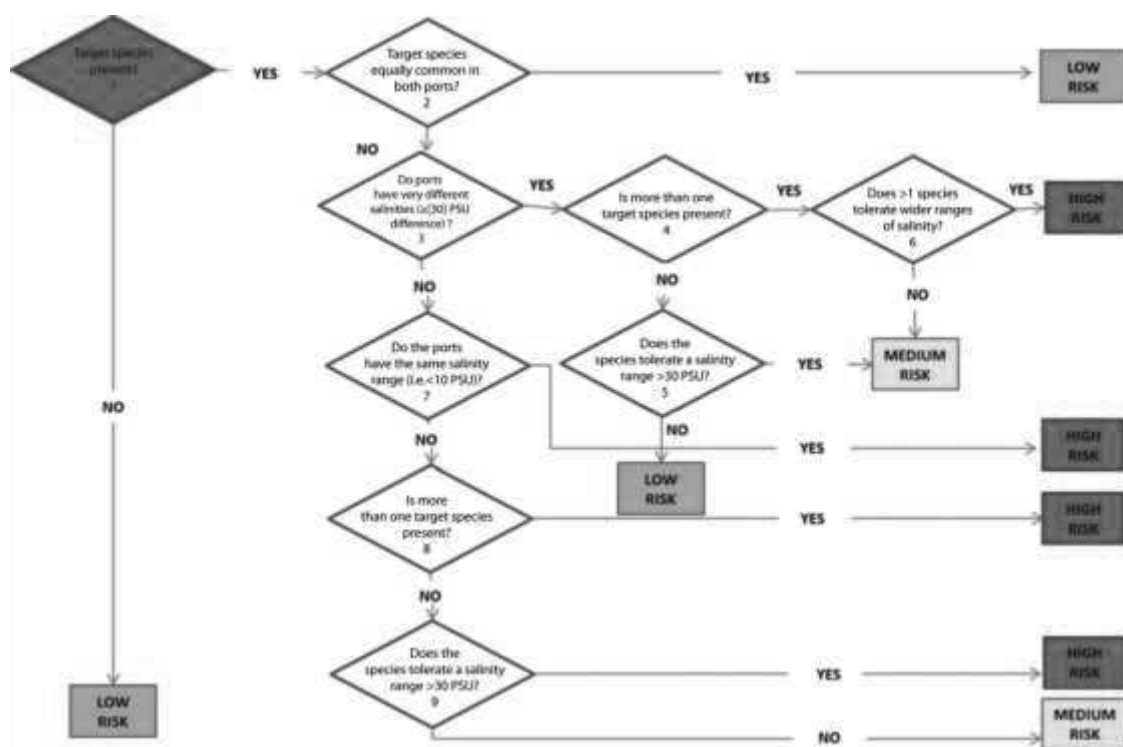 Target species
present?
1
YES
Target species
equally common in
both ports?
2
YES
LOW
RISK
NO
Do ports
have very different
salinities (≥(30) PSU
difference) ?
3
YES
Is more than one
target species present?
4
YES
Does >1 species
tolerate wider ranges
of salinity?
6
YES
HIGH
RISK
NO
NO
NO
Do the ports
have the same salinity
range (i.e.<10 PSU)?
7
Does the
species tolerate a salinity
range >30 PSU?
5
YES
MEDIUM
RISK
NO
NO
NO
YES
HIGH
RISK
LOW
RISK
Is more
than one target species
present?
8
YES
HIGH
RISK
NO
Does the
species tolerate a salinity
range >30 PSU?
9
YES
HIGH
RISK
LOW
RISK
NO
MEDIUM
RISK